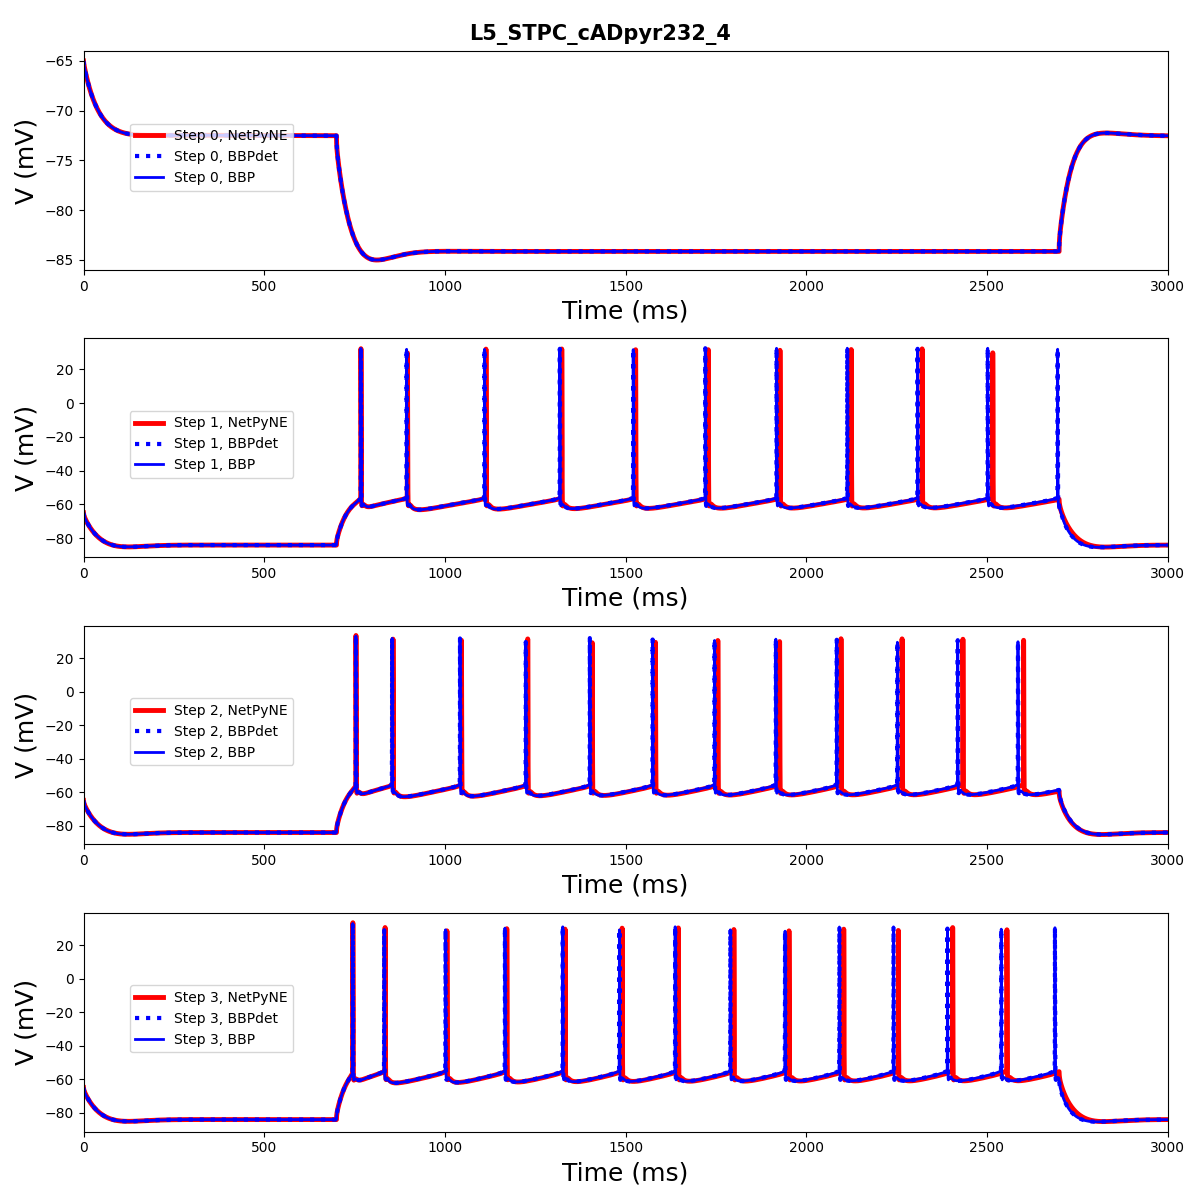 L5_STPC_cADpyr232_4
−65
−70
−75
−80
−85
V (mV)
Step 0, NetPyNE
Step 0, BBPdet
Step 0, BBP
0 500 1000 1500 2000 2500 3000
Time (ms)
20
0
−20
−40
−60
−80
V (mV)
Step 1, NetPyNE
Step 1, BBPdet
Step 1, BBP
0 500 1000 1500 2000 2500 3000
Time (ms)
20
0
−20
−40
−60
−80
V (mV)
Step 2, NetPyNE
Step 2, BBPdet
Step 2, BBP
0 500 1000 1500 2000 2500 3000
Time (ms)
20
0
−20
−40
−60
−80
V (mV)
Step 3, NetPyNE
Step 3, BBPdet
Step 3, BBP
0 500 1000 1500 2000 2500 3000
Time (ms)